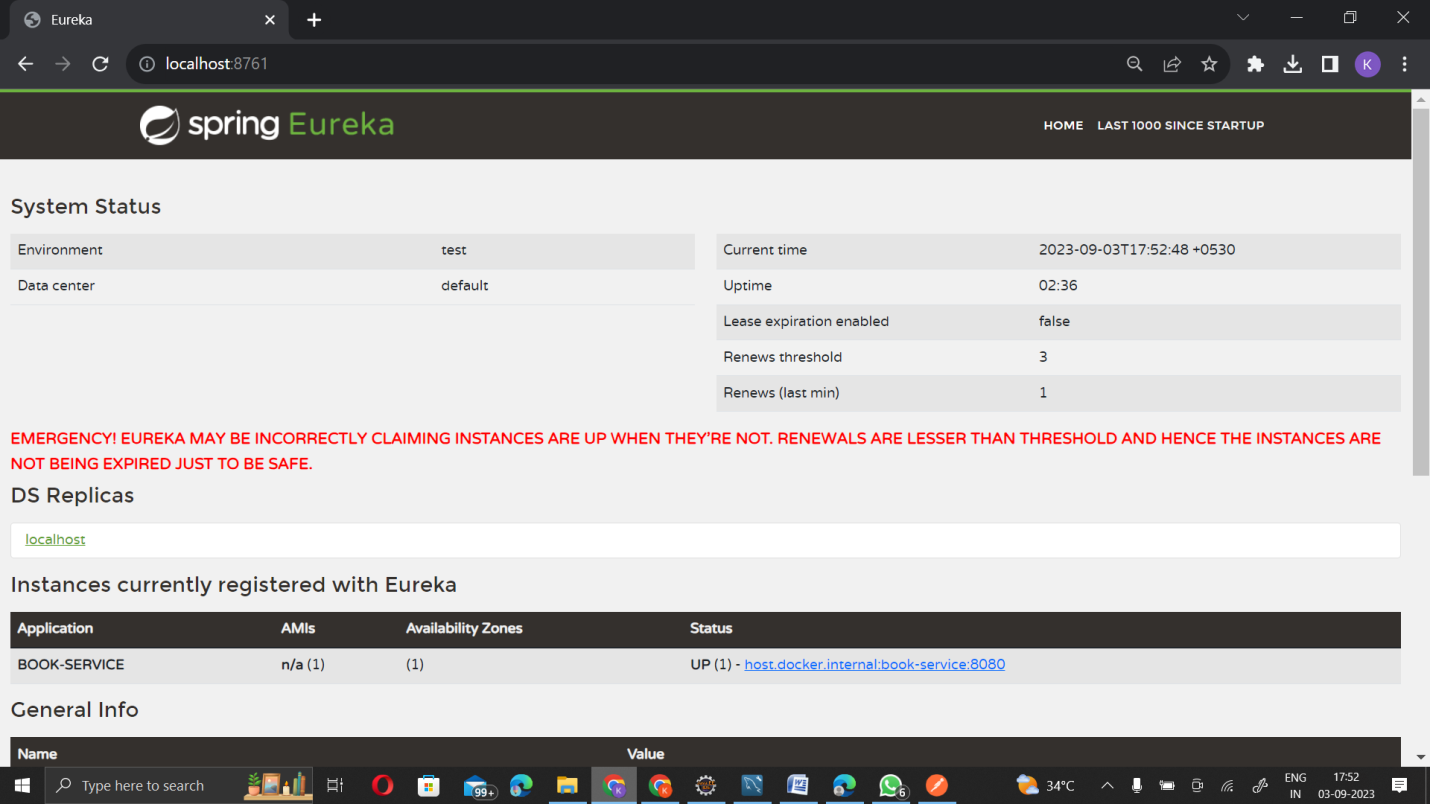 Eureka
localhost:8761
K
spring Eureka
HOME LAST 1000 SINCE STARTUP
System Status
Environment test
Data center default
Current time 2023-09-03T17:52:48 +0530
Uptime 02:36
Lease expiration enabled false
Renews threshold 3
Renews (last min) 1
EMERGENCY! EUREKA MAY BE INCORRECTLY CLAIMING INSTANCES ARE UP WHEN THEY'RE NOT. RENEWALS ARE LESSER THAN THRESHOLD AND HENCE THE INSTANCES ARE
NOT BEING EXPIRED JUST TO BE SAFE.
DS Replicas
localhost
Instances currently registered with Eureka
Application AMIs Availability Zones Status
BOOK-SERVICE n/a (1) (1) UP (1) - host.docker.internal:book-service:8080
General Info
Name Value
Type here to search 99+ K K W 6 34°C ENG 17:52
IN 03-09-2023